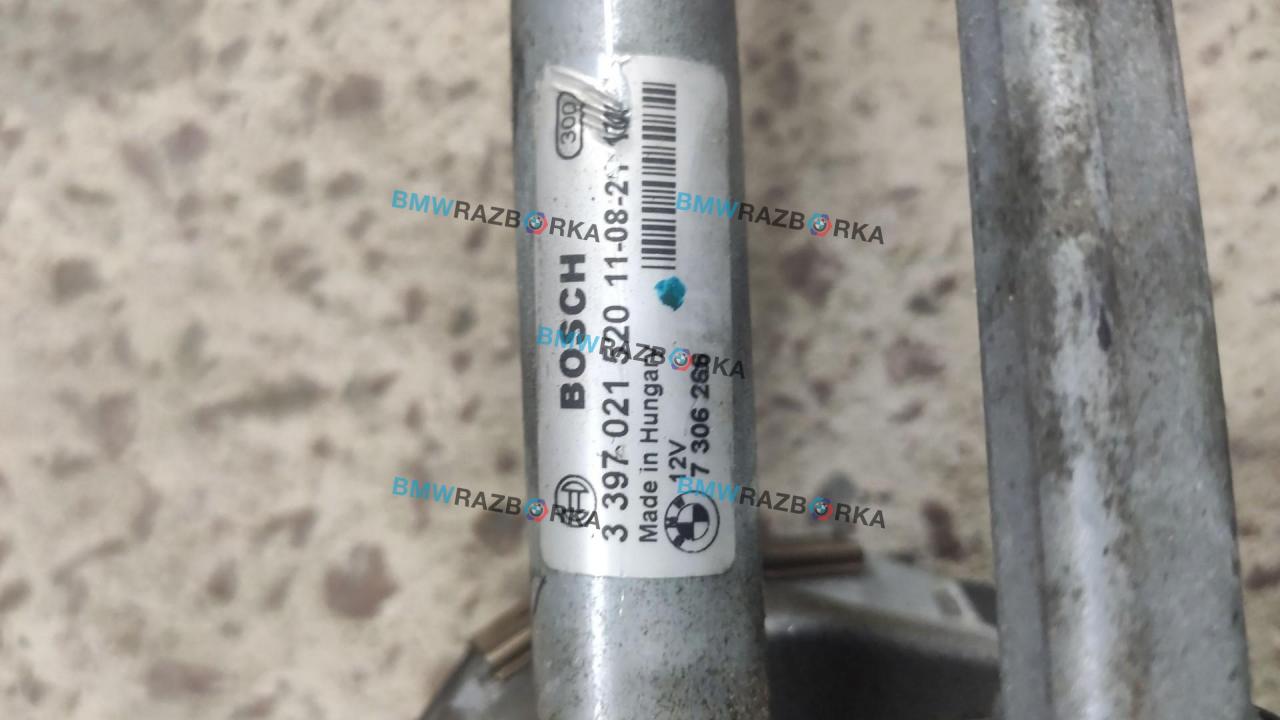 300
BOSCH
3 397 021 520 11-08-21
Made in Hungary
12V
7 306 266
BMWRAZBORKA
BMWRAZBORKA
BMWRAZBORKA
BMWRAZBORKA
BMWRAZBORKA